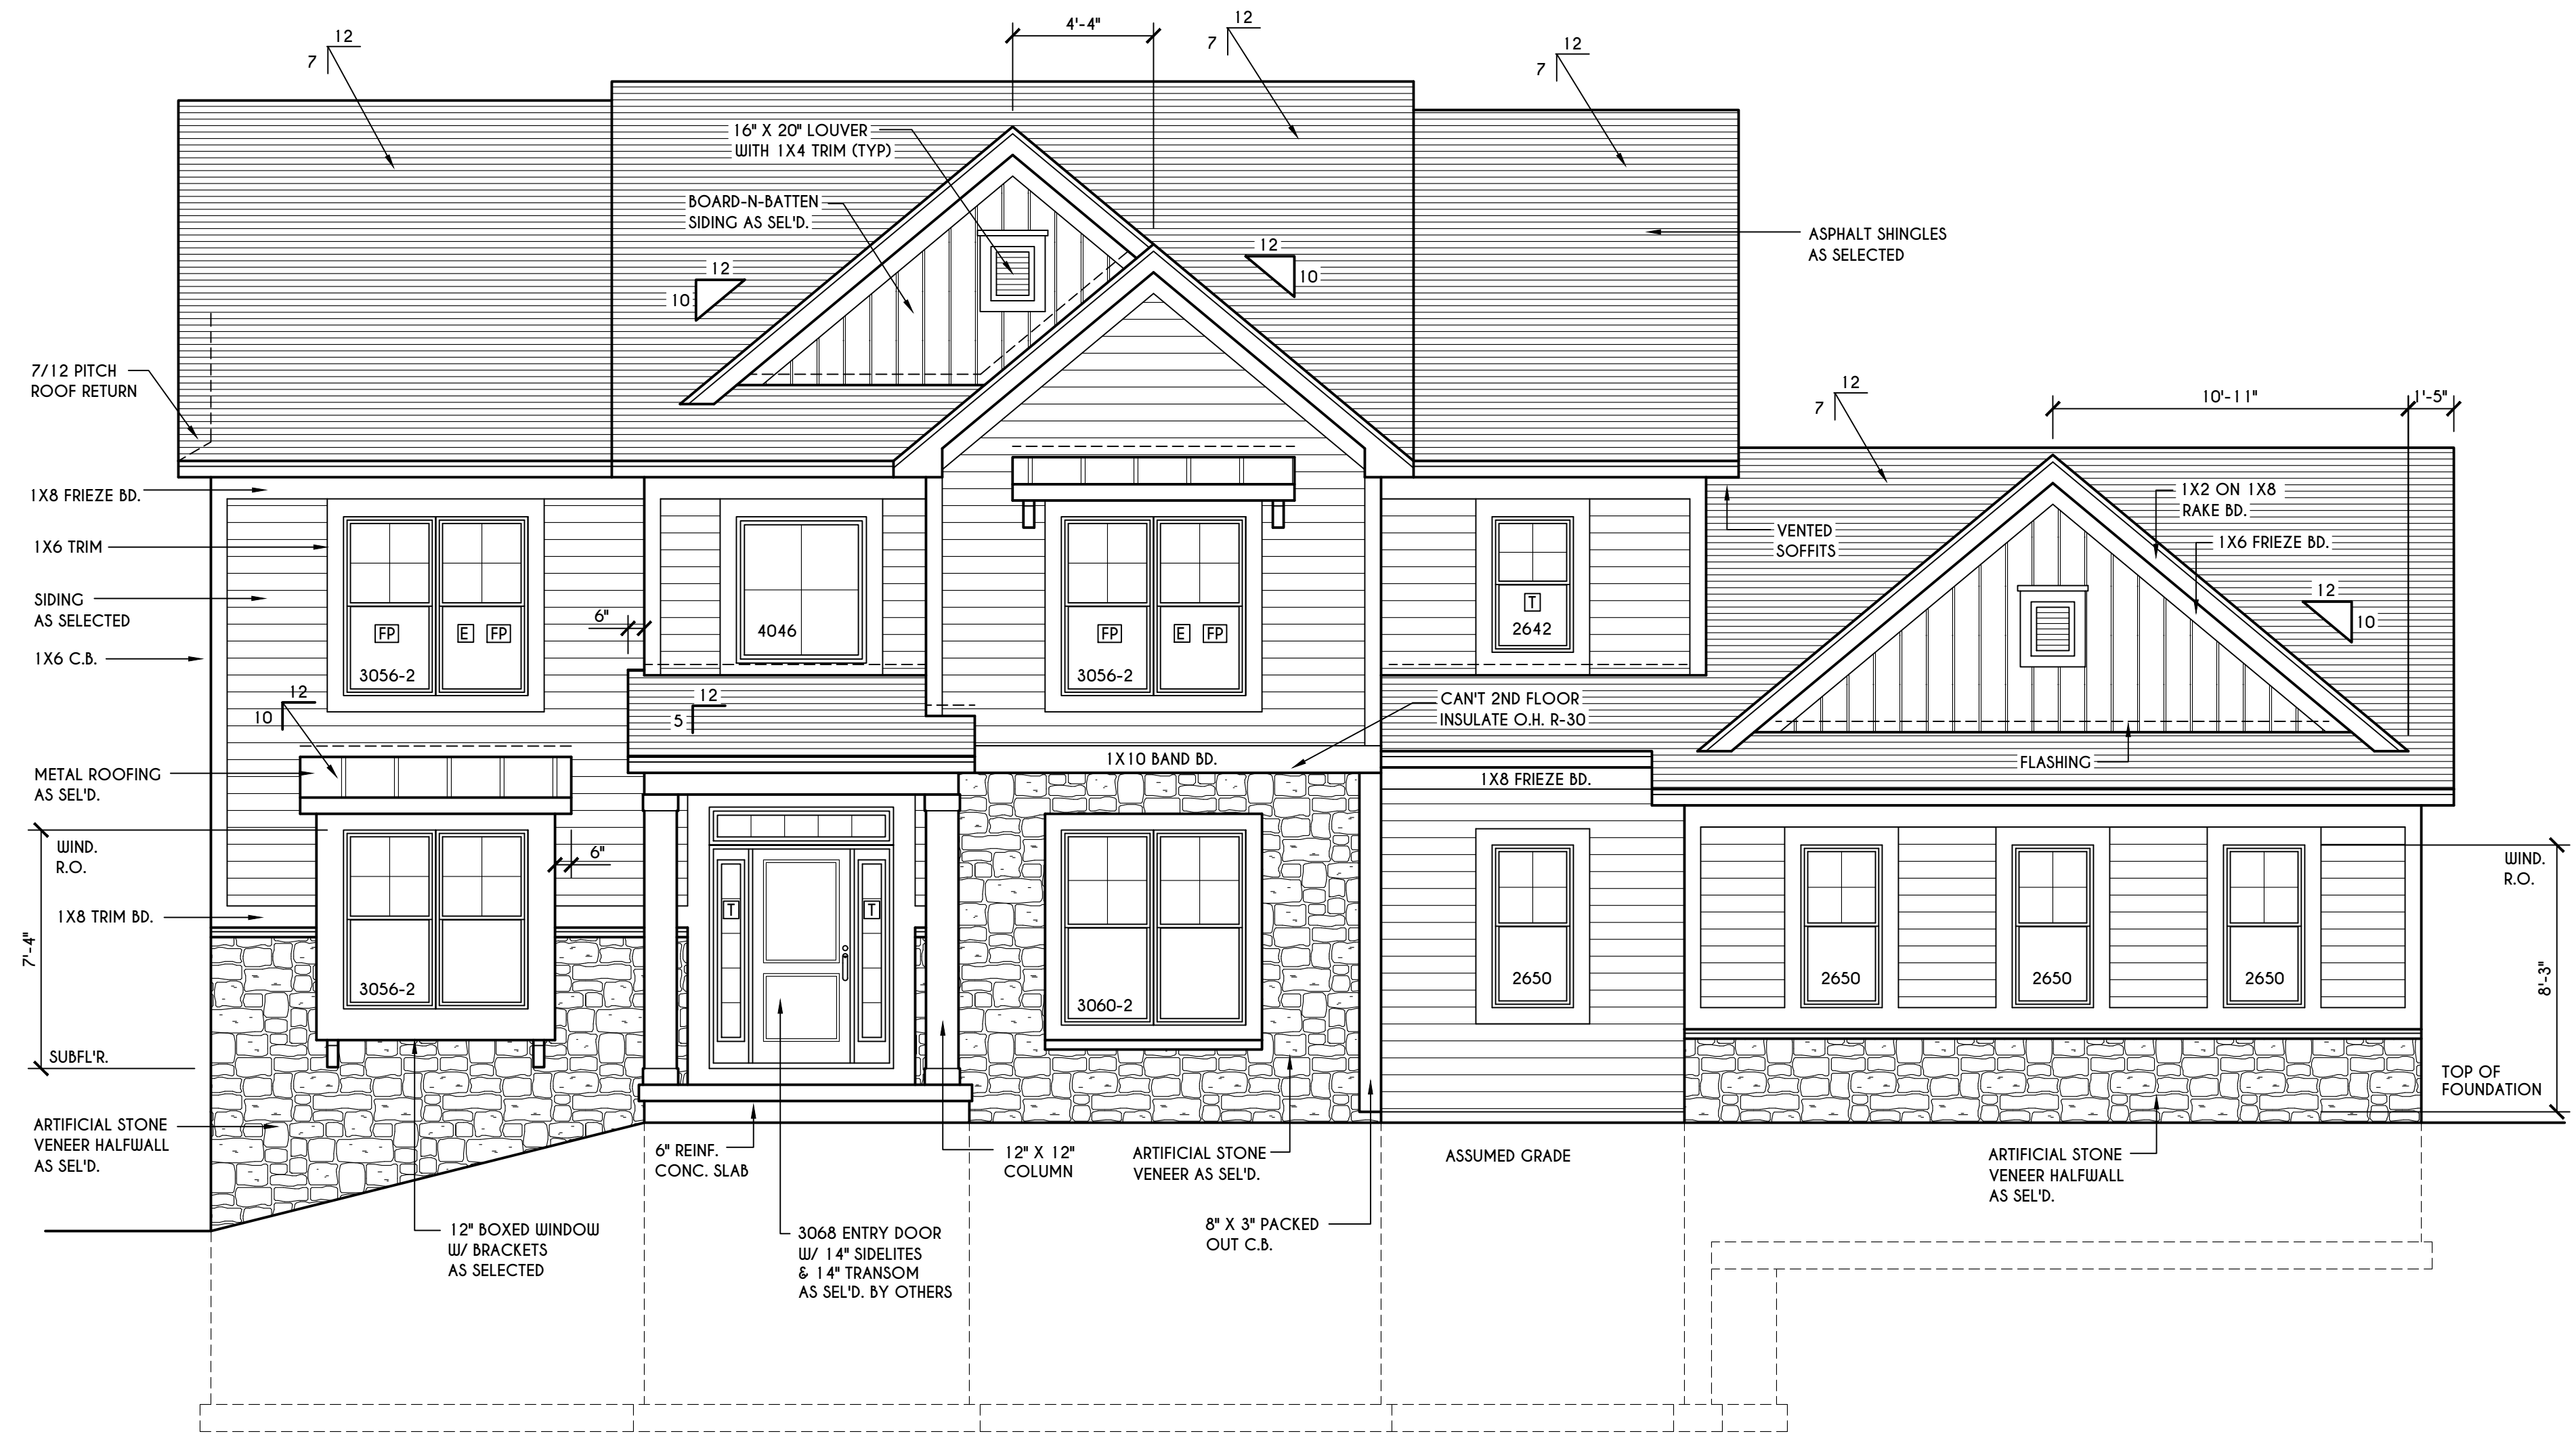 12
7
4'-4"
12
7
12
7
16" X 20" LOUVER
WITH 1X4 TRIM (TYP)
BOARD-N-BATTEN
SIDING AS SEL'D.
12
10
12
10
ASPHALT SHINGLES
AS SELECTED
7/12 PITCH
ROOF RETURN
12
7
10'-11"
1'-5"
1X8 FRIEZE BD.
1X6 TRIM
SIDING
AS SELECTED
1X6 C.B.
FP
E
FP
3056-2
6"
4046
FP
E
FP
3056-2
T
2642
VENTED
SOFFITS
1X2 ON 1X8
RAKE BD.
1X6 FRIEZE BD.
12
10
12
10
12
5
CAN'T 2ND FLOOR
INSULATE O.H. R-30
1X10 BAND BD.
1X8 FRIEZE BD.
FLASHING
METAL ROOFING
AS SEL'D.
WIND.
R.O.
6"
1X8 TRIM BD.
7'-4"
3056-2
T
T
3060-2
2650
2650
2650
2650
WIND.
R.O.
8'-3"
SUBFL'R.
TOP OF
FOUNDATION
ARTIFICIAL STONE
VENEER HALFWALL
AS SEL'D.
6" REINF.
CONC. SLAB
12" X 12"
COLUMN
ARTIFICIAL STONE
VENEER AS SEL'D.
ASSUMED GRADE
ARTIFICIAL STONE
VENEER HALFWALL
AS SEL'D.
12" BOXED WINDOW
W/ BRACKETS
AS SELECTED
3068 ENTRY DOOR
W/ 14" SIDELITES
& 14" TRANSOM
AS SEL'D. BY OTHERS
8" X 3" PACKED
OUT C.B.